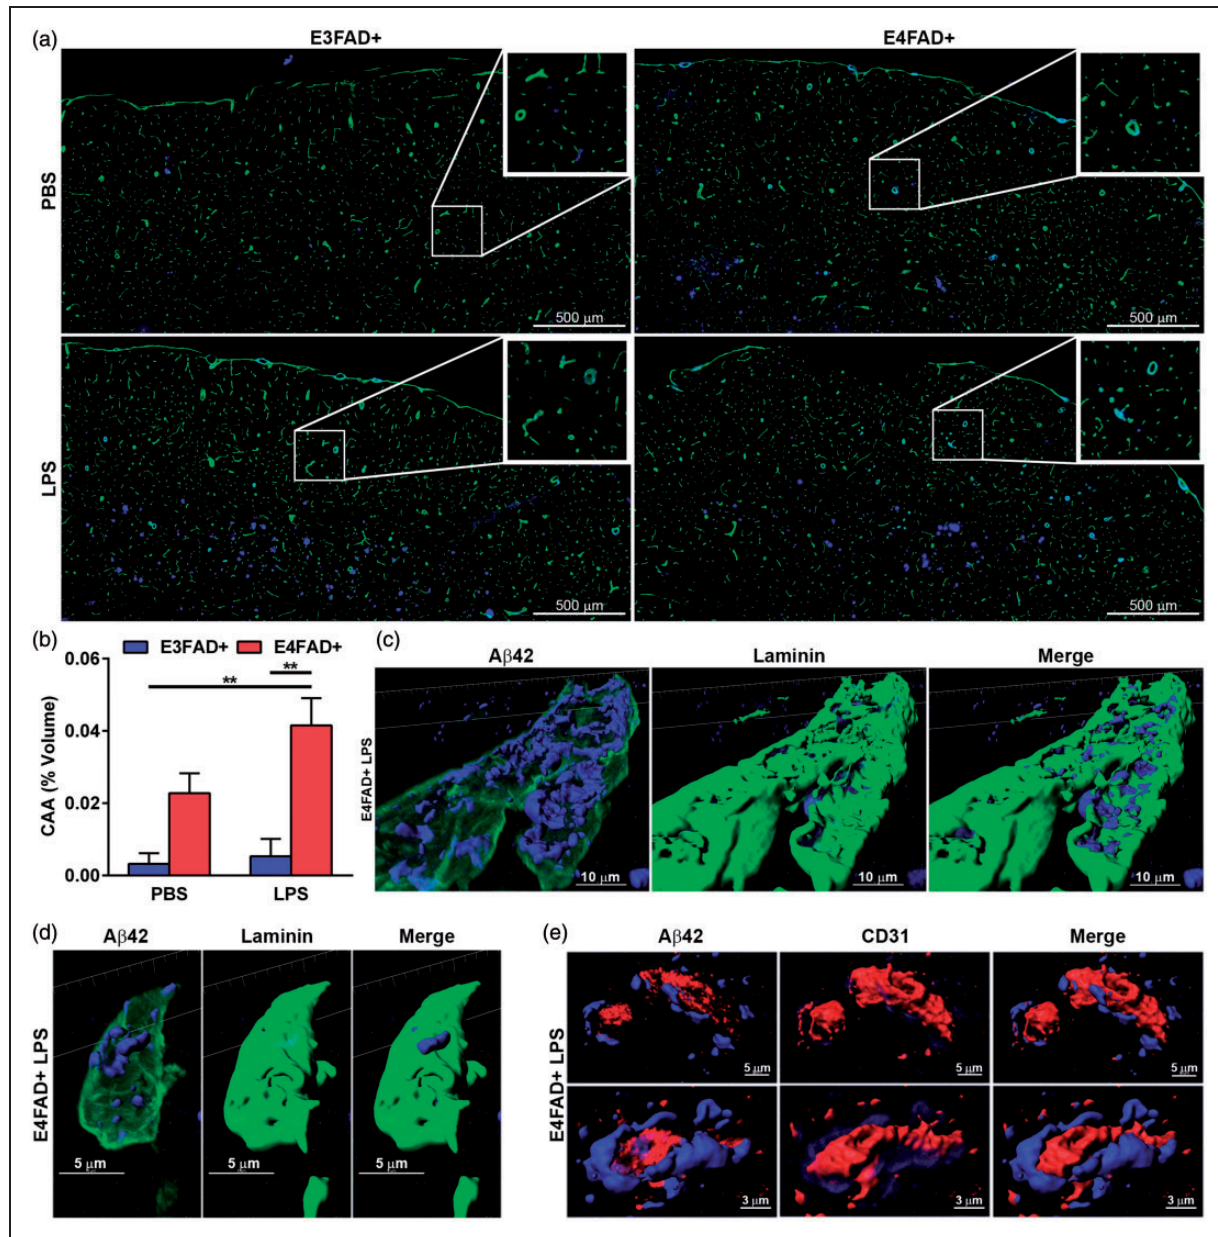 (a)
E3FAD+
E4FAD+
PBS
500 μm
500 μm
LPS
500 μm
500 μm
(b)
E3FAD+
E4FAD+
0.06
0.04
0.02
0.00
CAA (% Volume)
**
**
PBS
LPS
(c)
Aβ42
Laminin
Merge
E4FAD+ LPS
10 μm
10 μm
10 μm
(d)
Aβ42
Laminin
Merge
E4FAD+ LPS
5 μm
5 μm
5 μm
(e)
Aβ42
CD31
Merge
E4FAD+ LPS
5 μm
5 μm
5 μm
3 μm
3 μm
3 μm